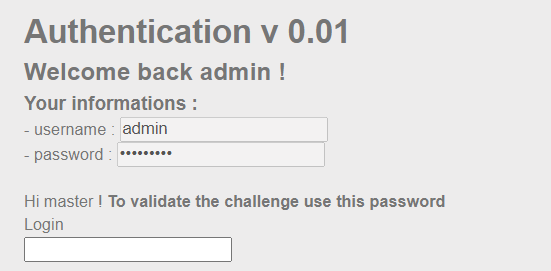 Authentication v 0.01
Welcome back admin !
Your informations :
- username : admin
- password : •••••••••
Hi master ! To validate the challenge use this password
Login